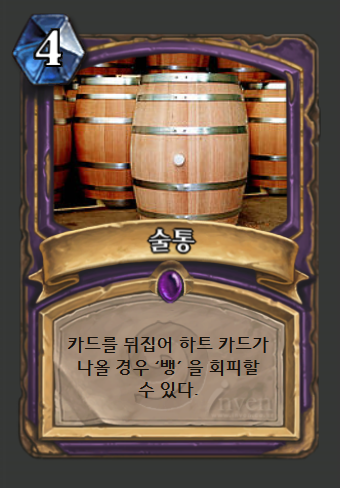 4
술통
카드를 뒤집어 하트 카드가
나올 경우 ‘뱅’ 을 회피할
수 있다.
inven